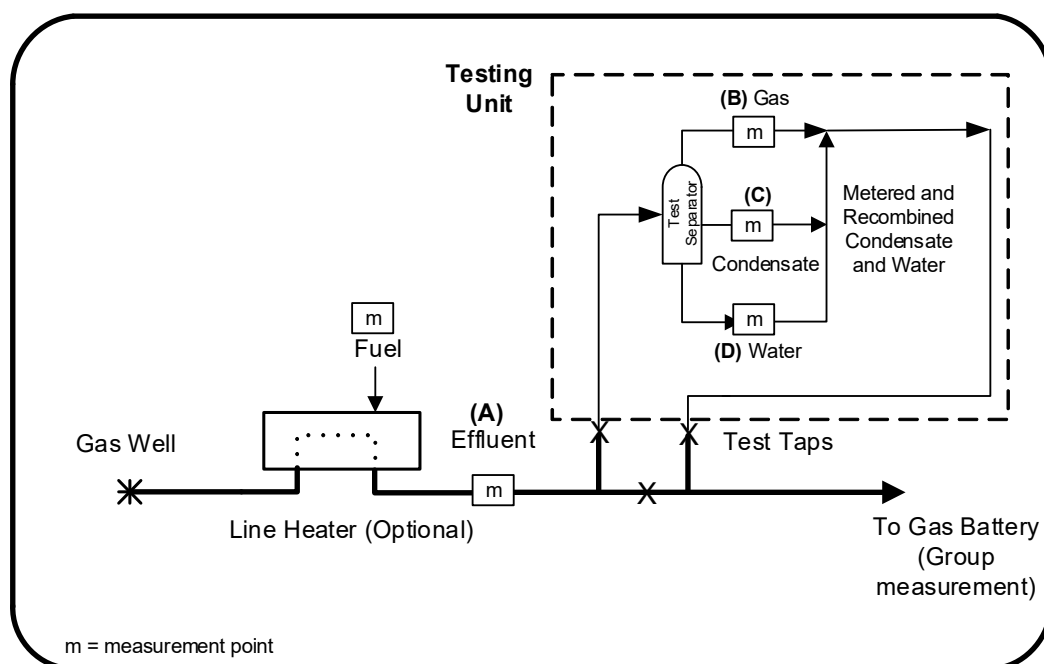 Testing
Unit
(B) Gas
m
Test
Separator
(C)
m
Condensate
Metered and
Recombined
Condensate
and Water
m
(D) Water
m
Fuel
(A)
Effluent
Gas Well
m
X
X
Test Taps
X
Line Heater (Optional)
To Gas Battery
(Group
measurement)
m = measurement point